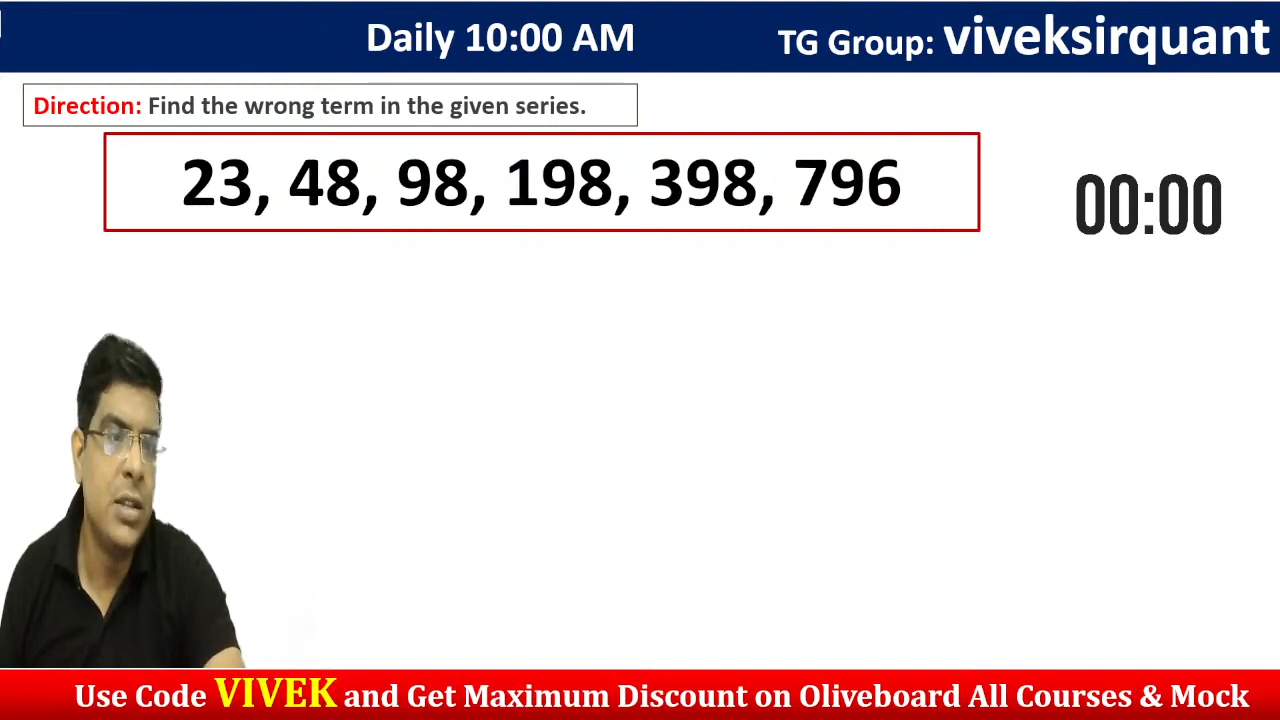 Daily 10:00 AM
TG Group: viveksirquant
Direction: Find the wrong term in the given series.
23, 48, 98, 198, 398, 796
00:00
Use Code VIVEK and Get Maximum Discount on Oliveboard All Courses & Mock